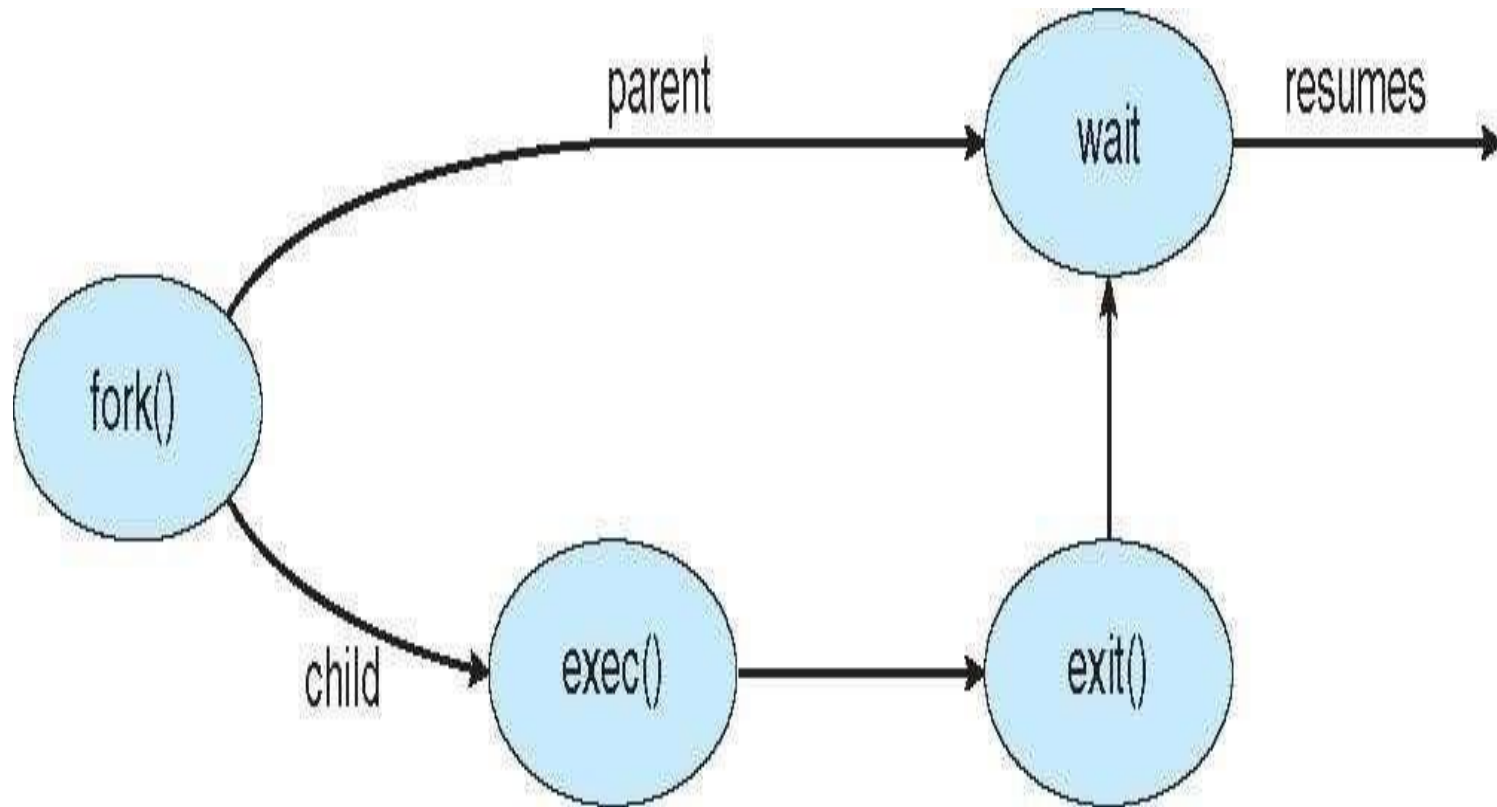 parent
wait
resumes
fork()
child
exec()
exit()